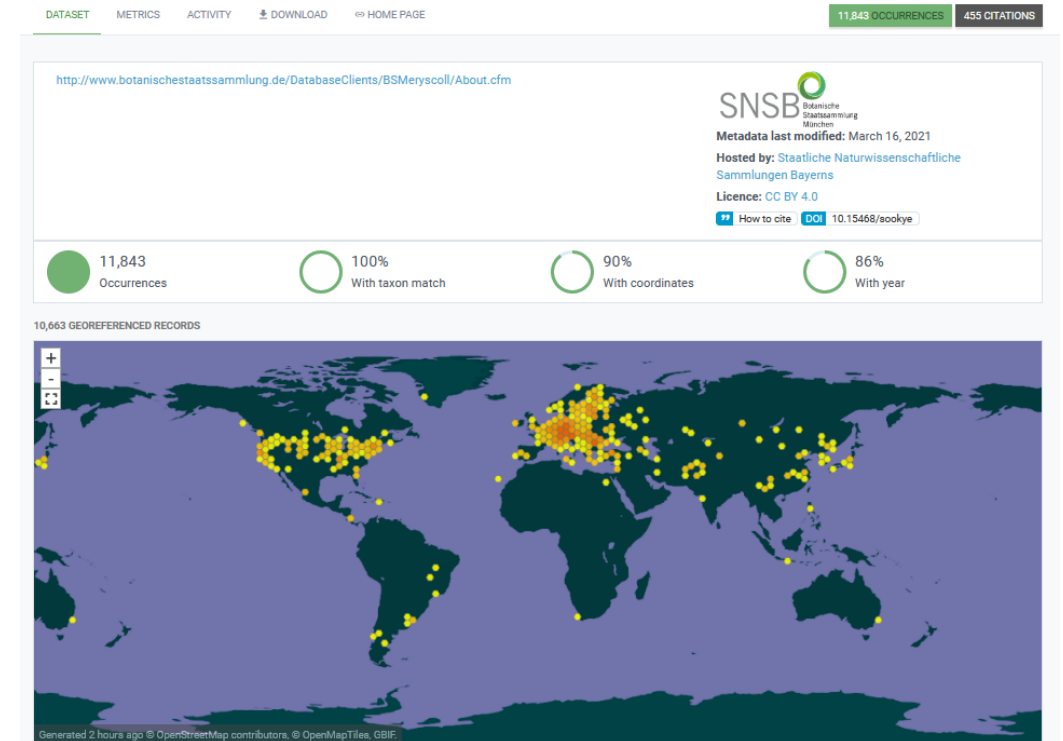 DATASET METRICS ACTIVITY DOWNLOAD HOME PAGE 11,843 OCCURRENCES 455 CITATIONS
http://www.botanischestaatssammlung.de/DatabaseClients/BSMeryscoll/About.cfm
SNSB Botanische
Staatssammlung
München
Metadata last modified: March 16, 2021
Hosted by: Staatliche Naturwissenschaftliche
Sammlungen Bayerns
Licence: CC BY 4.0
How to cite DOI 10.15468/sookye
11,843 100% 90% 86%
Occurrences With taxon match With coordinates With year
10,663 GEOREFERENCED RECORDS
+
-
Generated 2 hours ago © OpenStreetMap contributors, © OpenMapTiles, GBIF.